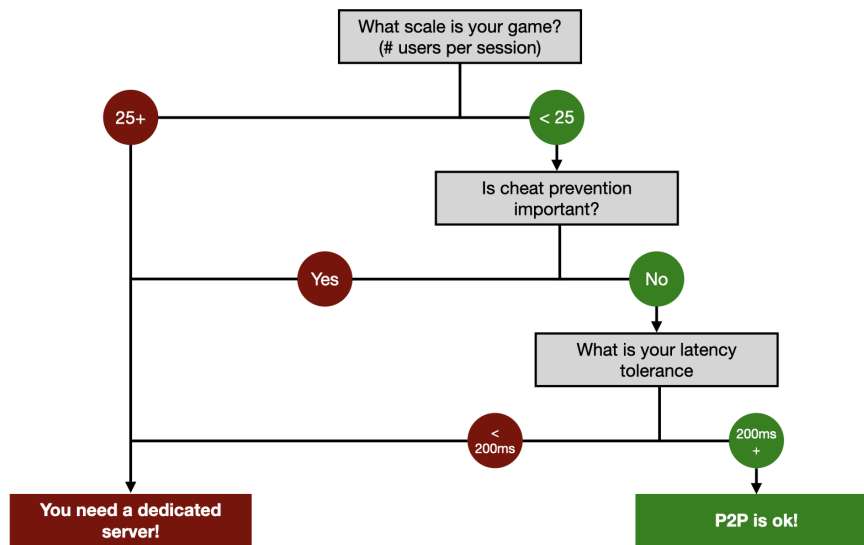 What scale is your game?
(# users per session)
25+
< 25
Is cheat prevention
important?
Yes
No
What is your latency
tolerance
<
200ms
200ms
+
You need a dedicated
server!
P2P is ok!